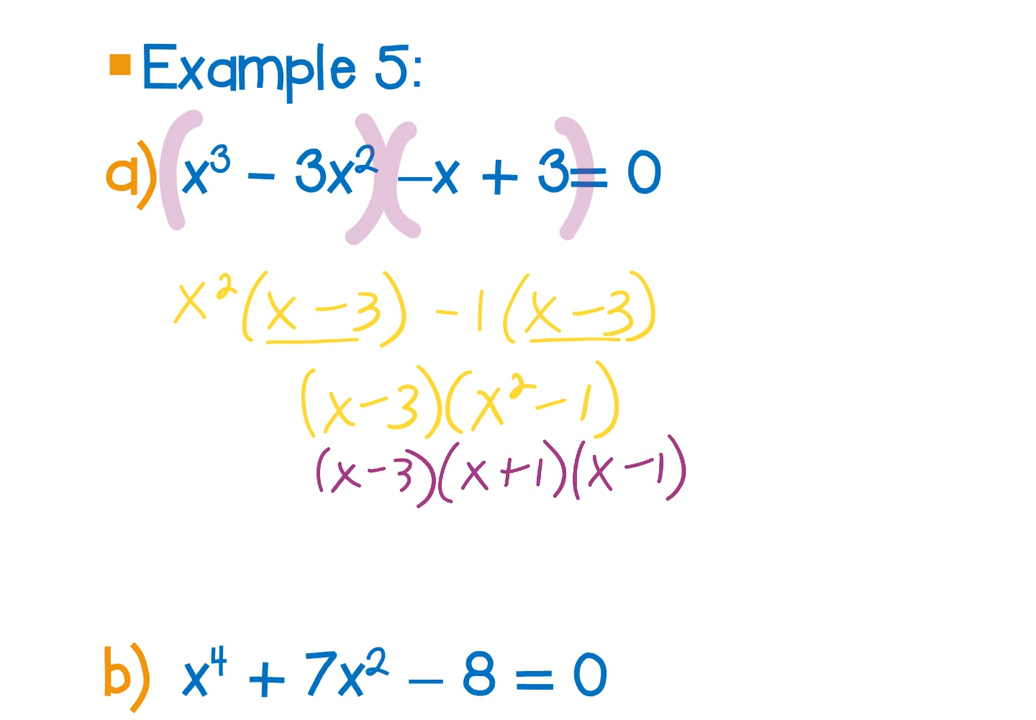 Example 5:
a) (x³ - 3x²)(-x + 3)= 0
x²(x - 3) - 1(x - 3)
(x - 3)(x² - 1)
(x - 3)(x + 1)(x - 1)
b) x⁴ + 7x² - 8 = 0